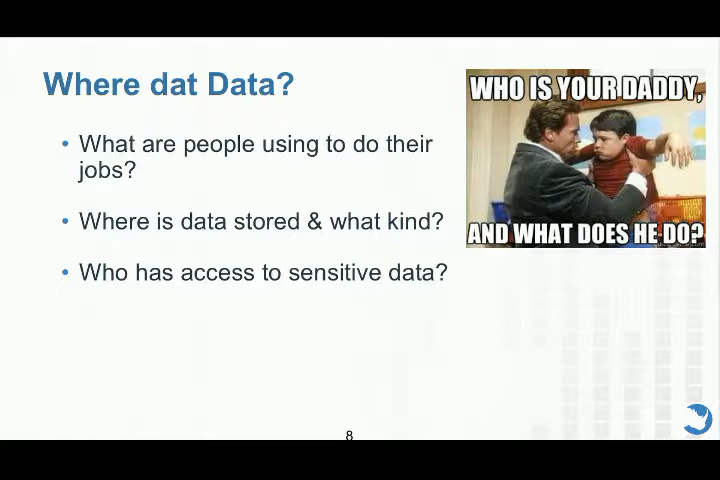 Where dat Data?
• What are people using to do their
jobs?
• Where is data stored & what kind?
• Who has access to sensitive data?
WHO IS YOUR DADDY,
AND WHAT DOES HE DO?
8